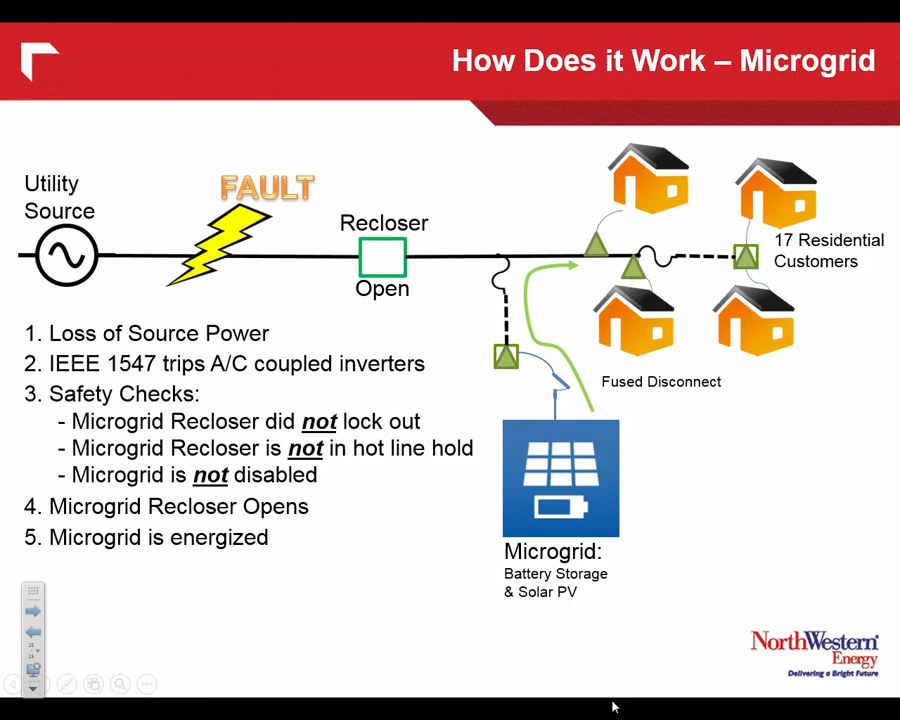 How Does it Work – Microgrid
Utility
Source
FAULT
Recloser
Open
17 Residential
Customers
1. Loss of Source Power
2. IEEE 1547 trips A/C coupled inverters
3. Safety Checks:
- Microgrid Recloser did not lock out
- Microgrid Recloser is not in hot line hold
- Microgrid is not disabled
4. Microgrid Recloser Opens
5. Microgrid is energized
Fused Disconnect
Microgrid:
Battery Storage
& Solar PV
NorthWestern
Energy
Delivering a Bright Future